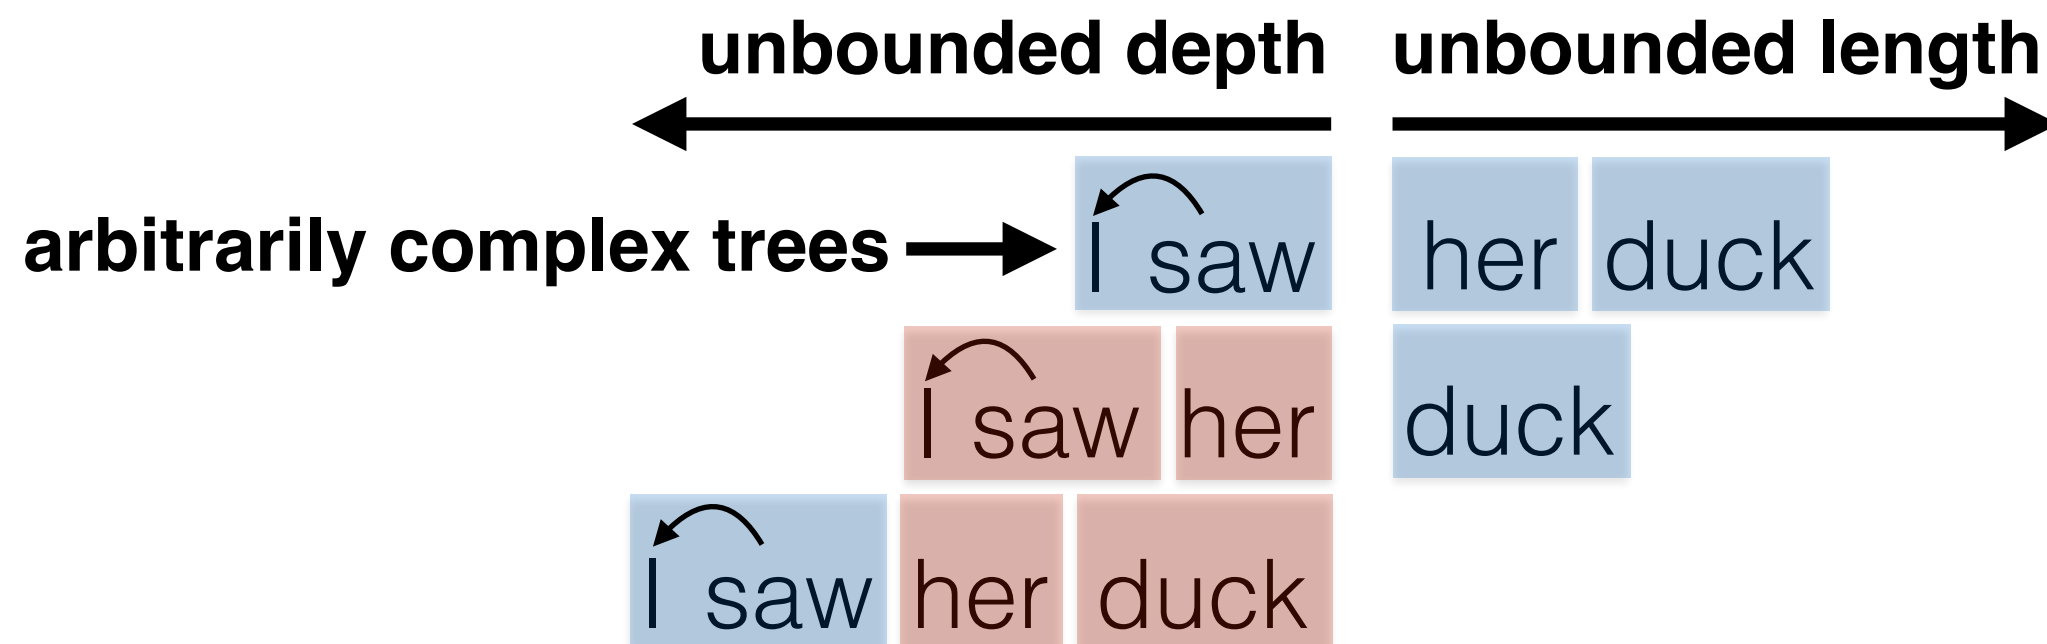 unbounded depth unbounded length
arbitrarily complex trees I saw her duck
I saw her duck
I saw her duck